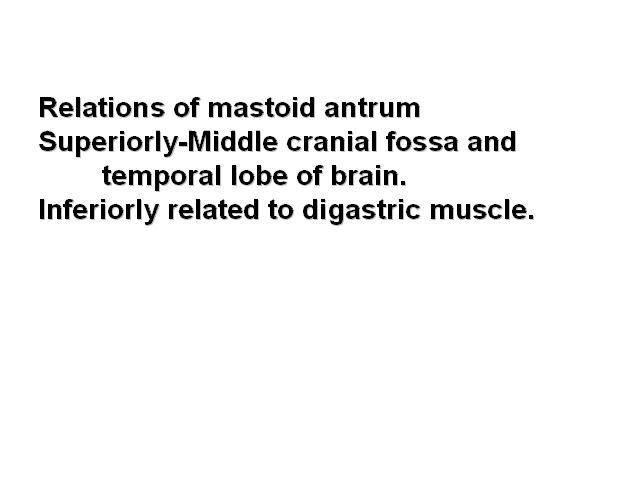 Relations of mastoid antrum
Superiorly-Middle cranial fossa and
temporal lobe of brain.
Inferiorly related to digastric muscle.